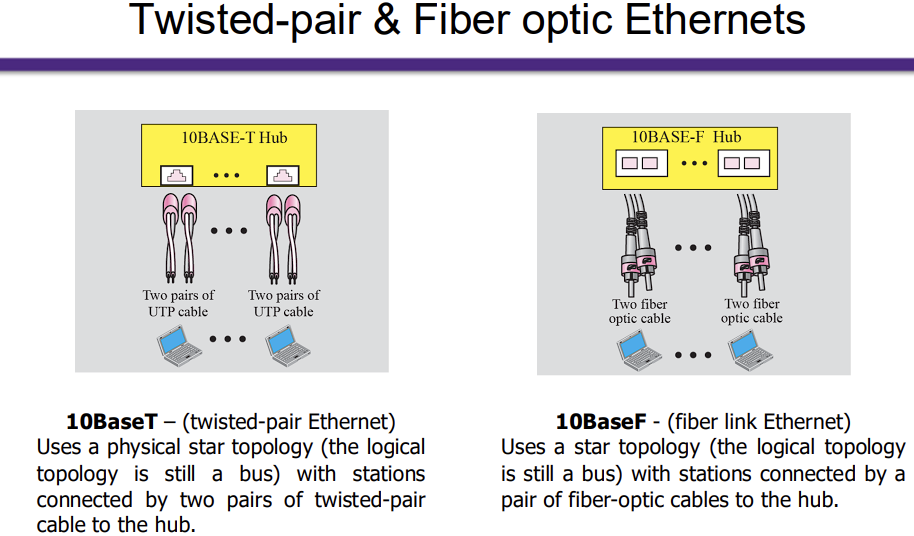 Twisted-pair & Fiber optic Ethernets
10BASE-T Hub
Two pairs of
UTP cable
Two pairs of
UTP cable
10BASE-F Hub
Two fiber
optic cable
Two fiber
optic cable
10BaseT – (twisted-pair Ethernet)
Uses a physical star topology (the logical
topology is still a bus) with stations
connected by two pairs of twisted-pair
cable to the hub.
10BaseF - (fiber link Ethernet)
Uses a star topology (the logical topology
is still a bus) with stations connected by a
pair of fiber-optic cables to the hub.